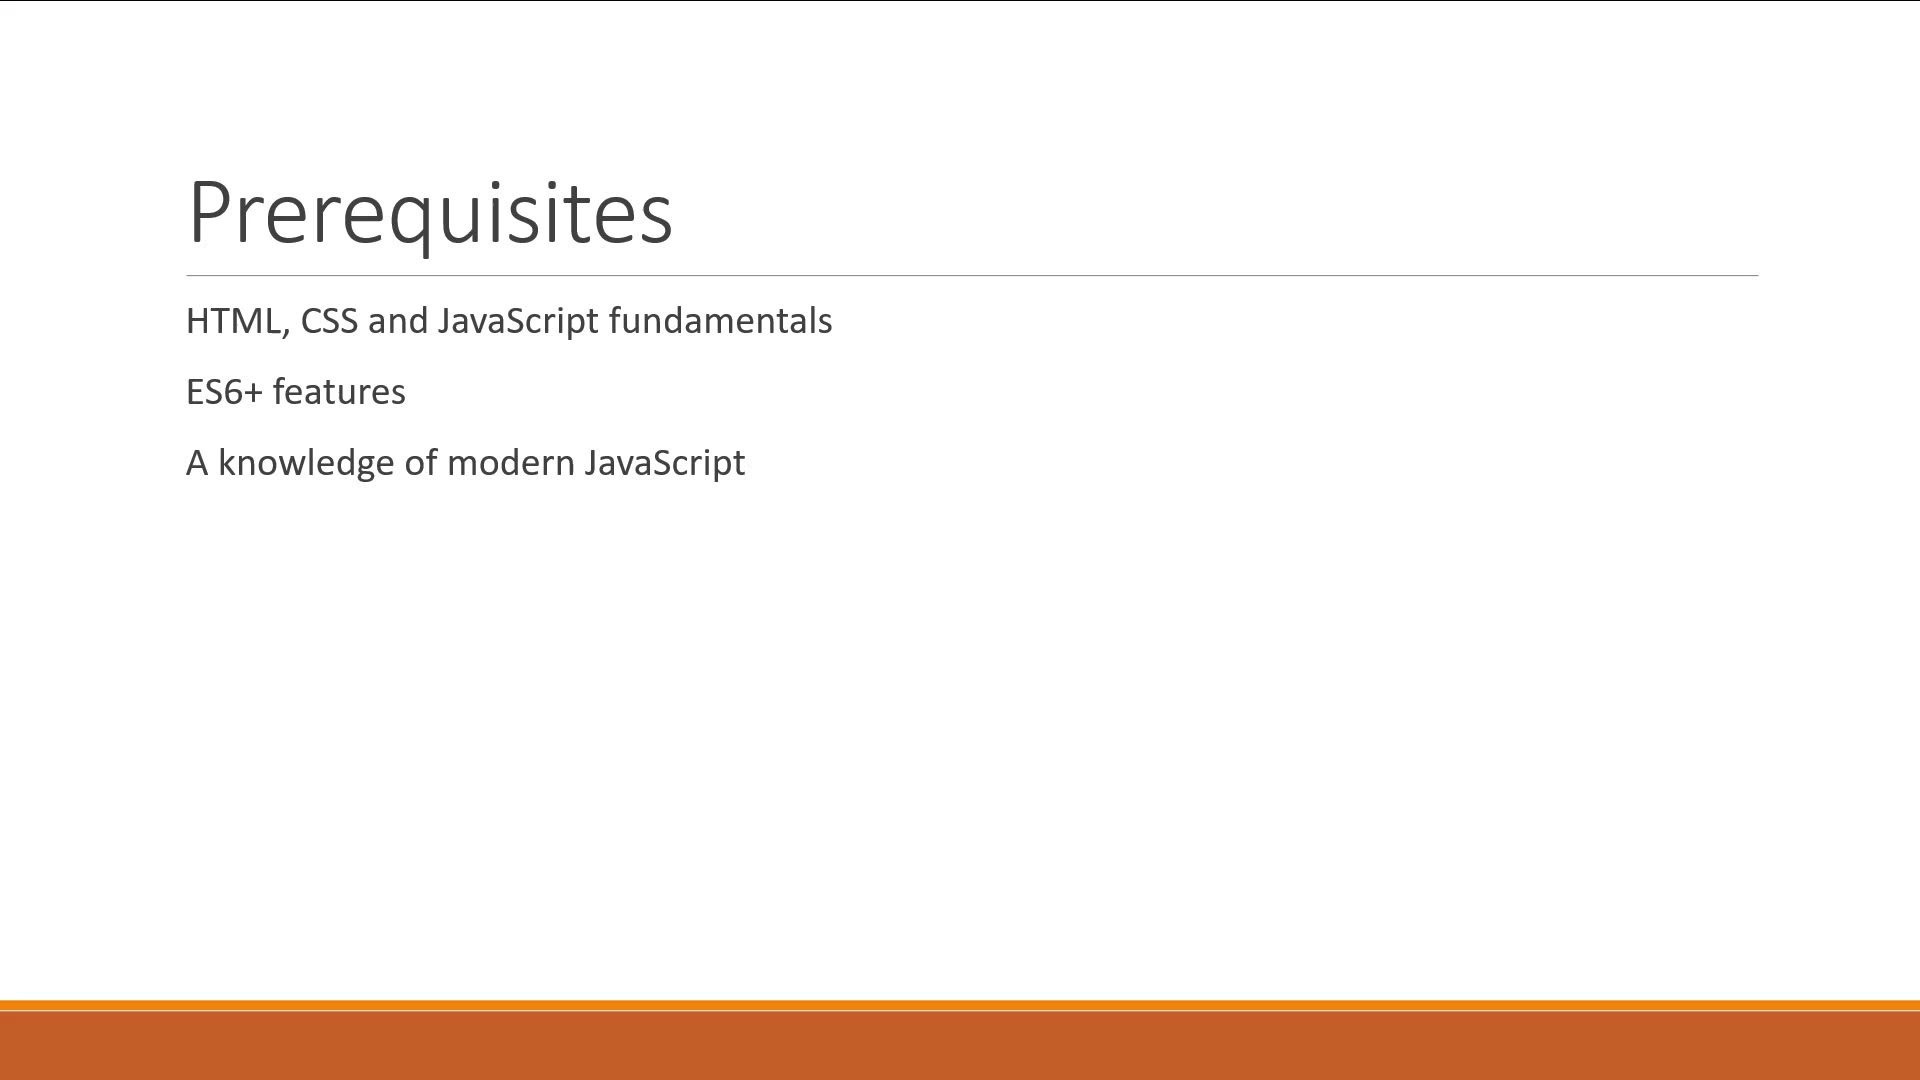 Prerequisites
HTML, CSS and JavaScript fundamentals
ES6+ features
A knowledge of modern JavaScript